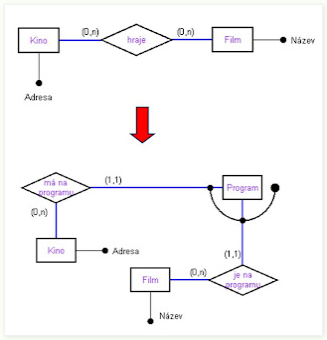 (0,n)
(0,n)
Kino
hraje
Film
Název
Adresa
má na
programu
(1,1)
Program
(0,n)
Kino
Adresa
(1,1)
Film
(0,n)
je na
programu
Název